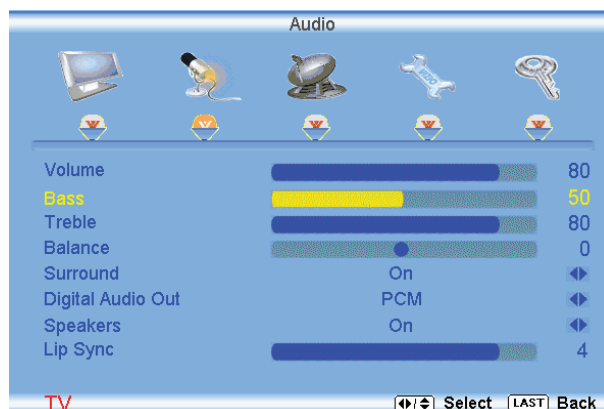 Audio
VIZIO
Volume 80
Bass 50
Treble 80
Balance 0
Surround On
Digital Audio Out PCM
Speakers On
Lip Sync 4
TV Select LAST Back